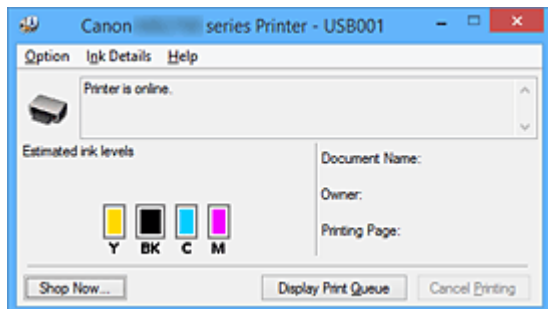 Canon series Printer - USB001
Option Ink Details Help
Printer is online.
Estimated ink levels
Document Name:
Owner:
Printing Page:
Y BK C M
Shop Now... Display Print Queue Cancel Printing